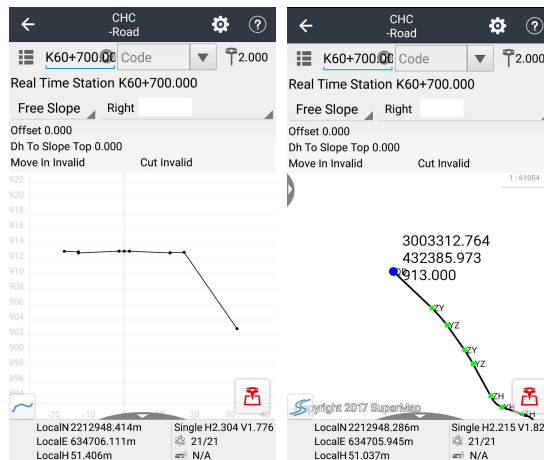 CHC
-Road
K60+700.00
Code
2.000
Real Time Station K60+700.000
Free Slope
Right
Offset 0.000
Dh To Slope Top 0.000
Move In Invalid
Cut Invalid
922
920
918
916
914
912
910
908
906
904
902
900
898
896
894
-20
-10
0
10
20
30
40
LocalN 2212948.414m
Single H2.304 V1.776
LocalE 634706.111m
21/21
LocalH 51.406m
N/A
CHC
-Road
K60+700.00
Code
2.000
Real Time Station K60+700.000
Free Slope
Right
Offset 0.000
Dh To Slope Top 0.000
Move In Invalid
Cut Invalid
1 : 61054
3003312.764
432385.973
913.000
ZY
YZ
ZY
YZ
ZH
YH
ZH
pyright 2017 SuperMap
LocalN 2212948.286m
Single H2.215 V1.82
LocalE 634705.945m
21/21
LocalH 51.037m
N/A